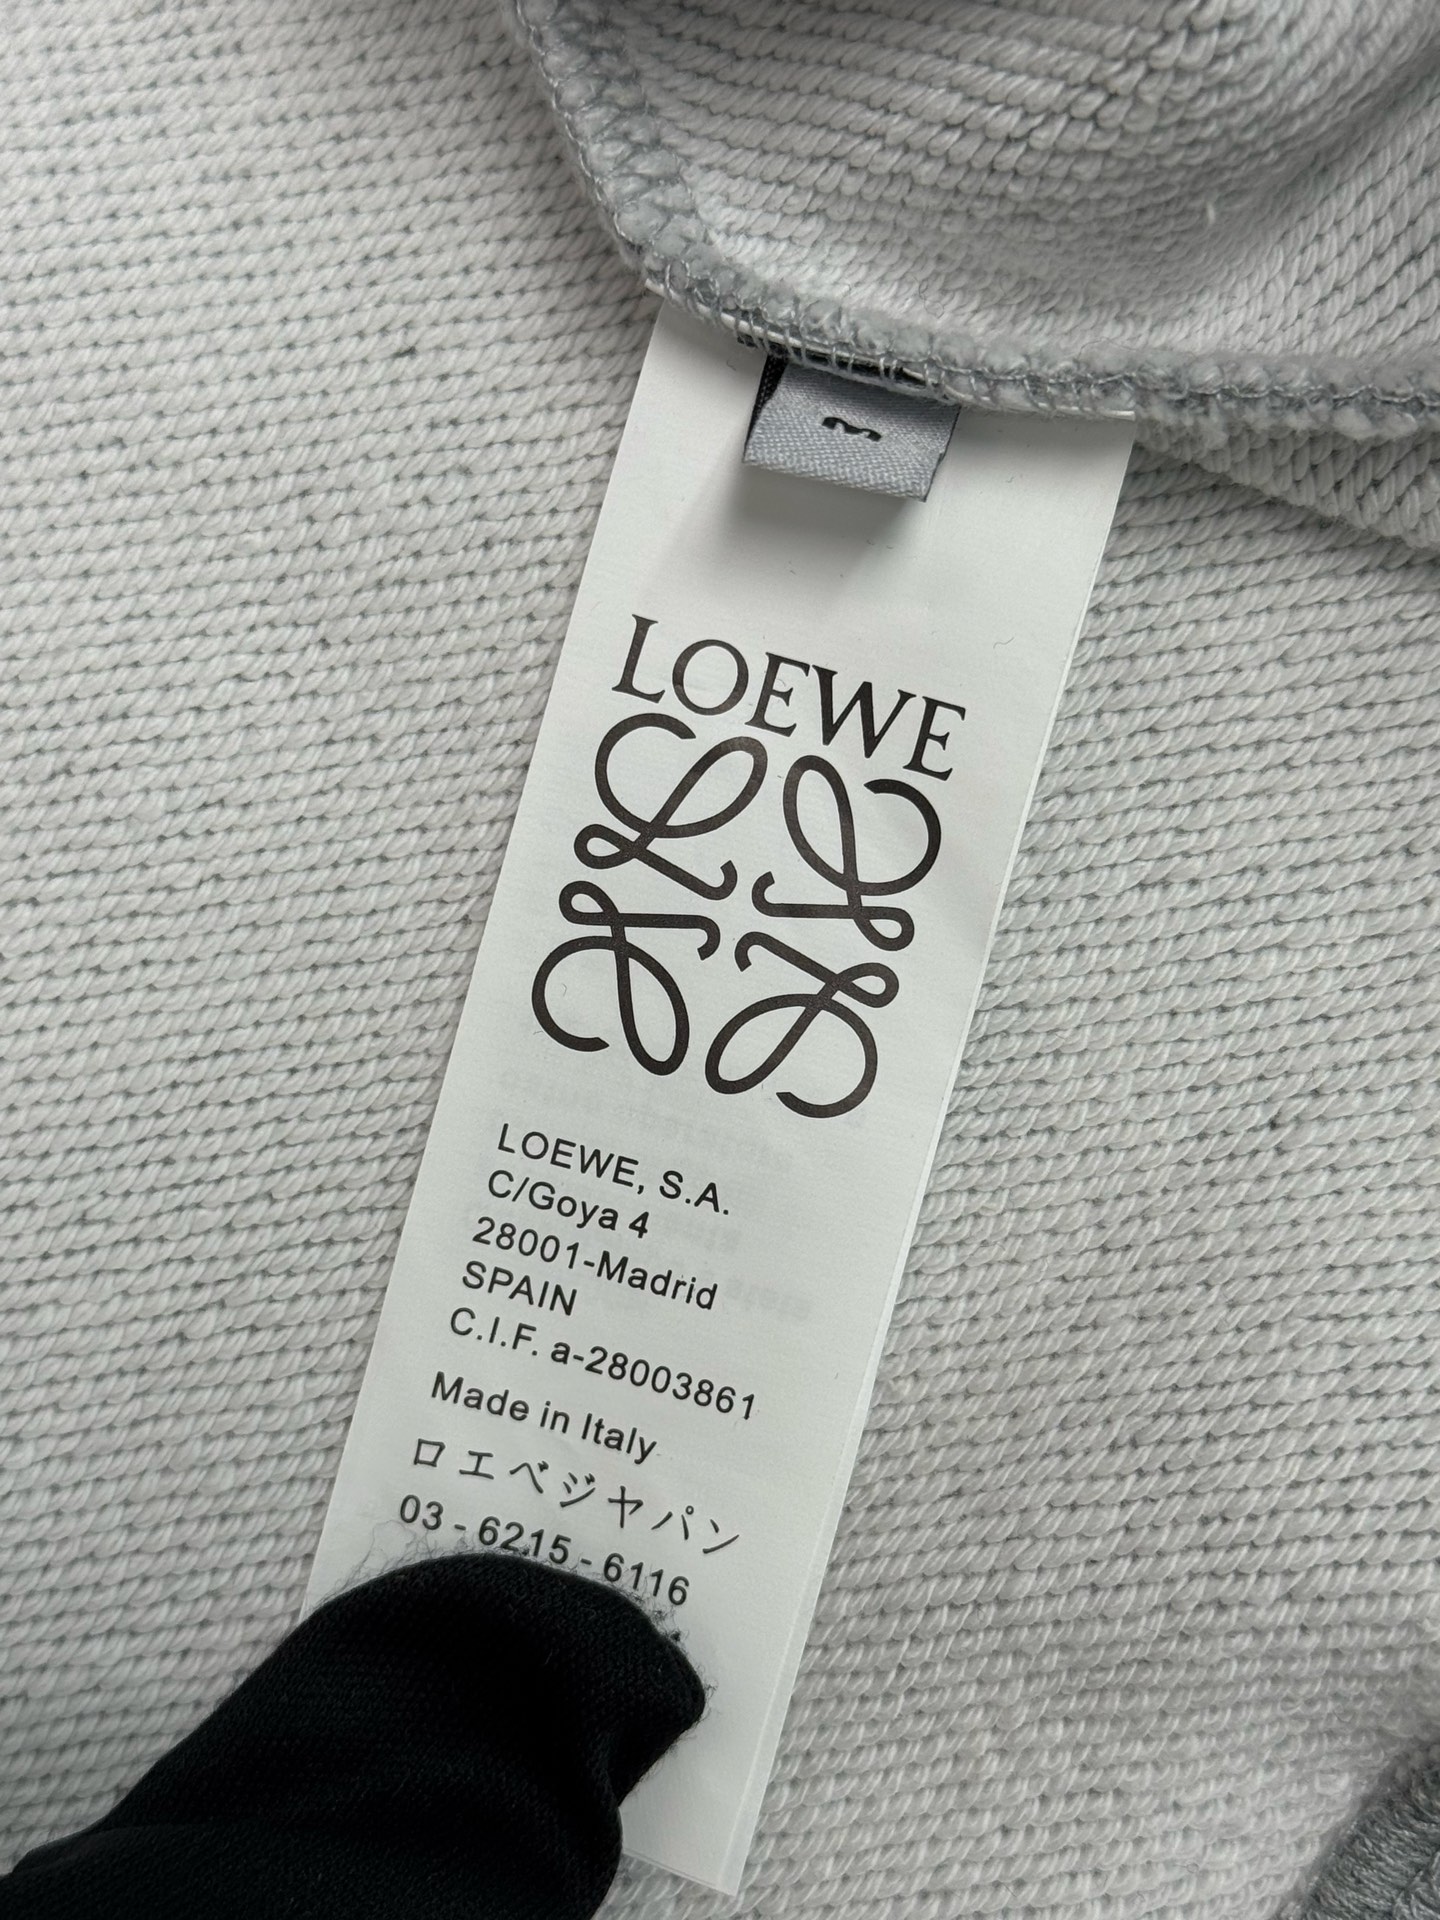 M
LOEWE
LOEWE, S.A.
C/Goya 4
28001-Madrid
SPAIN
C.I.F. a-28003861
Made in Italy
ロエベジャパン
03 - 6215 - 6116